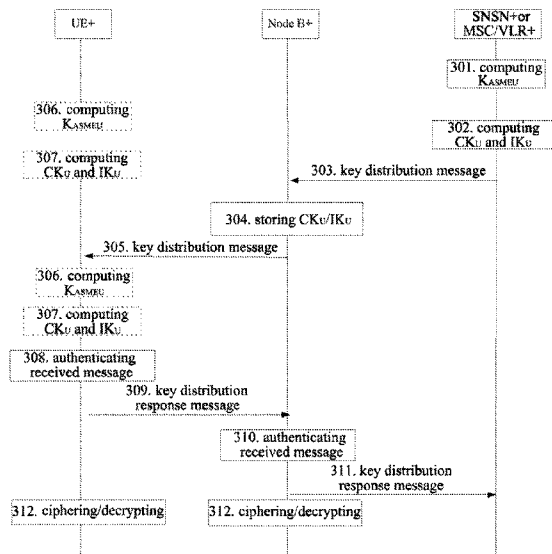 UE+
Node B+
SNSN+or
MSC/VLR+
301. computing
KASMEU
306. computing
KASMEU
302. computing
CKU and IKU
307. computing
CKU and IKU
303. key distribution message
304. storing CKU/IKU
305. key distribution message
306. computing
KASMEU
307. computing
CKU and IKU
308. authenticating
received message
309. key distribution
response message
310. authenticating
received message
311. key distribution
response message
312. ciphering/decrypting
312. ciphering/decrypting